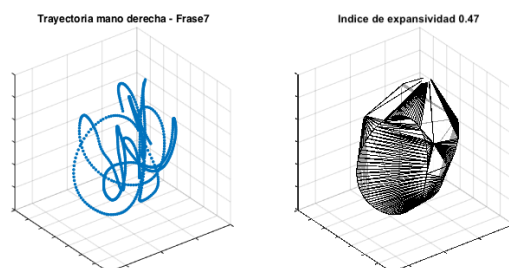 Trayectoria mano derecha - Frase7
Indice de expansividad 0.47